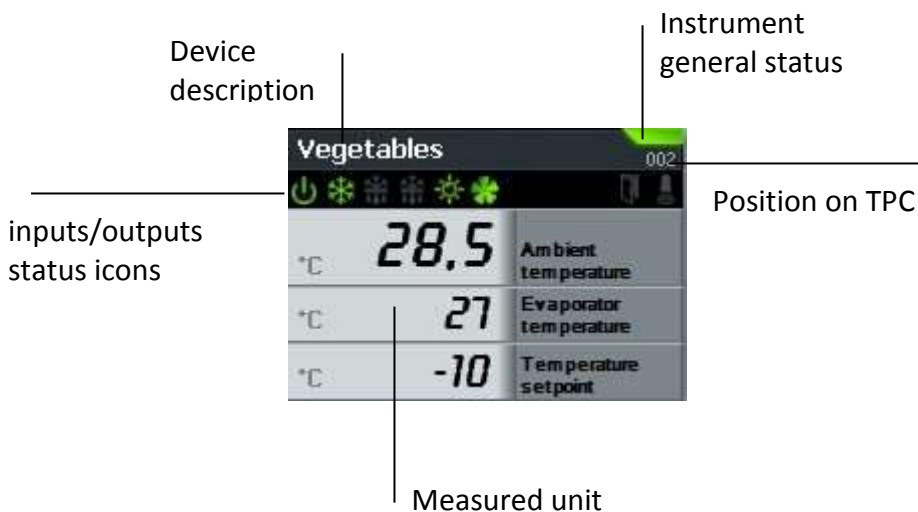 Instrument
general status
Device
description
Vegetables
002
Position on TPC
inputs/outputs
status icons
°C 28.5 Ambient
temperature
°C 27 Evaporator
temperature
°C -10 Temperature
setpoint
Measured unit